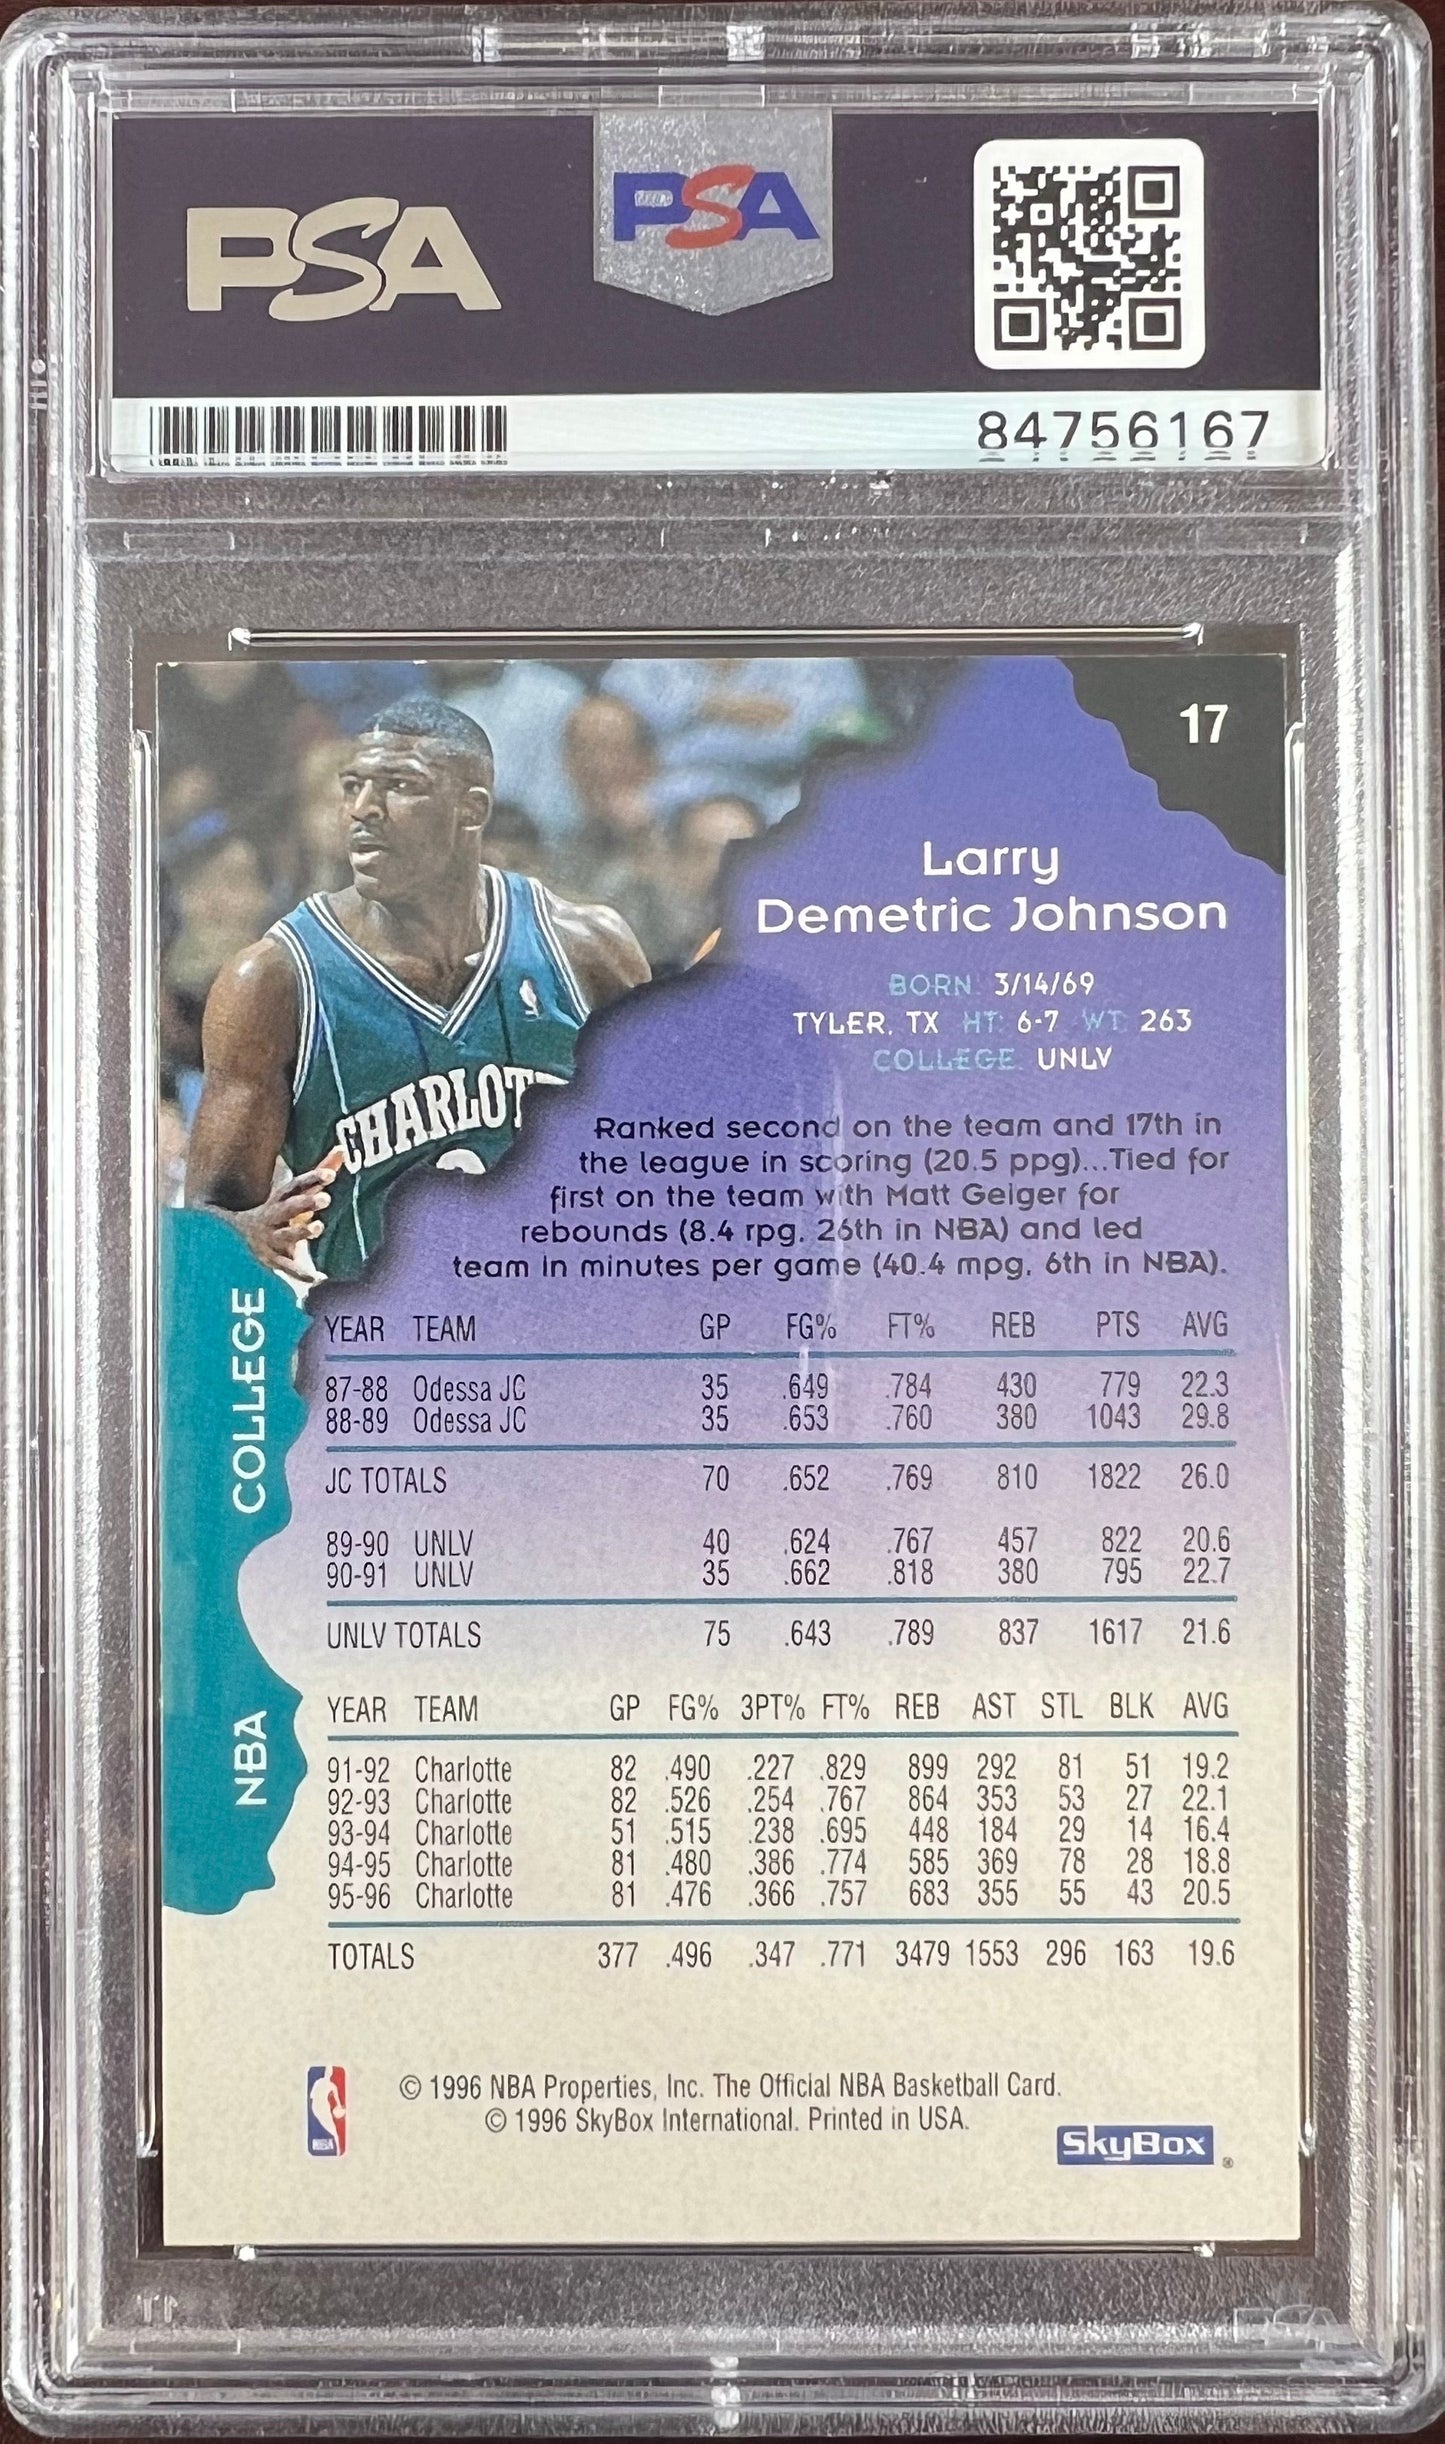 PSA
PSA
84756167
17
Larry
Demetric Johnson
BORN: 3/14/69
TYLER, TX HT: 6-7 WT: 263
COLLEGE: UNLV
CHARLOT
Ranked second on the team and 17th in
the league in scoring (20.5 ppg)...Tied for
first on the team with Matt Geiger for
rebounds (8.4 rpg, 26th in NBA) and led
team in minutes per game (40.4 mpg, 6th in NBA).
COLLEGE
YEAR TEAM GP FG% FT% REB PTS AVG
87-88 Odessa JC 35 .649 .784 430 779 22.3
88-89 Odessa JC 35 .653 .760 380 1043 29.8
JC TOTALS 70 .652 .769 810 1822 26.0
89-90 UNLV 40 .624 .767 457 822 20.6
90-91 UNLV 35 .662 .818 380 795 22.7
UNLV TOTALS 75 .643 .789 837 1617 21.6
NBA
YEAR TEAM GP FG% 3PT% FT% REB AST STL BLK AVG
91-92 Charlotte 82 .490 .227 .829 899 292 81 51 19.2
92-93 Charlotte 82 .526 .254 .767 864 353 53 27 22.1
93-94 Charlotte 51 .515 .238 .695 448 184 29 14 16.4
94-95 Charlotte 81 .480 .386 .774 585 369 78 28 18.8
95-96 Charlotte 81 .476 .366 .757 683 355 55 43 20.5
TOTALS 377 .496 .347 .771 3479 1553 296 163 19.6
© 1996 NBA Properties, Inc. The Official NBA Basketball Card.
© 1996 SkyBox International. Printed in USA.
NBA
SkyBox ®
PSA